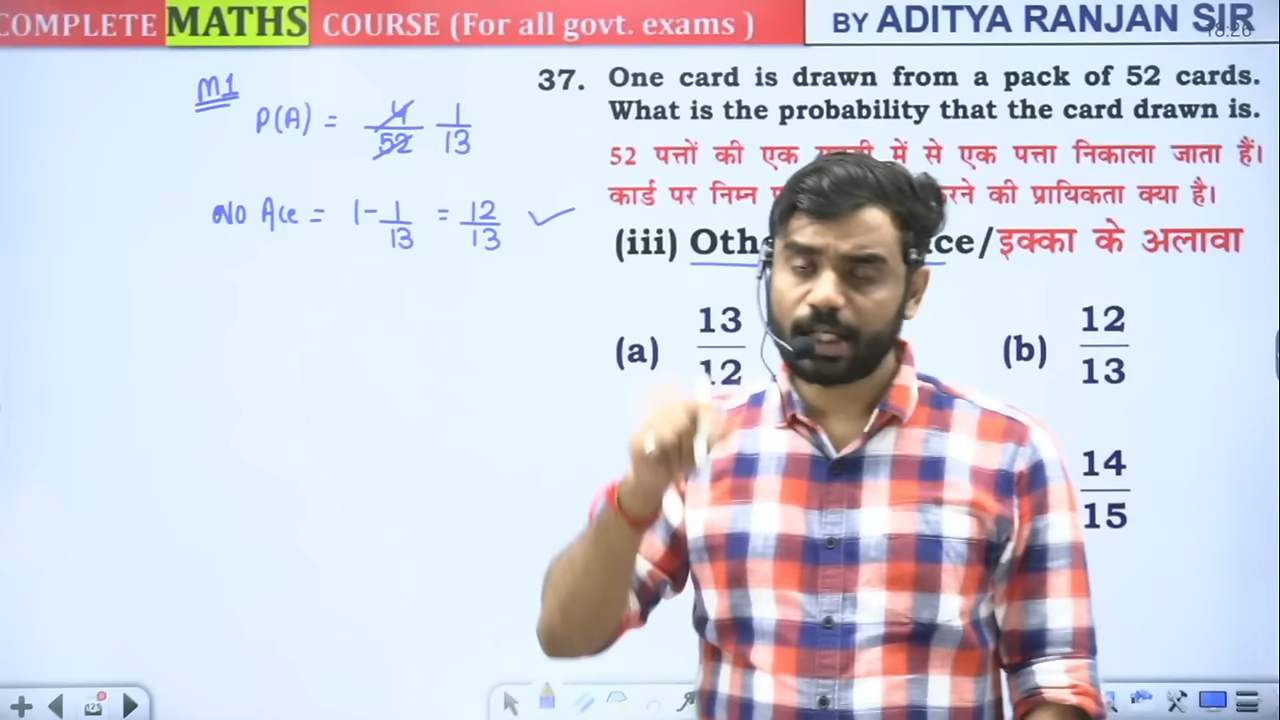 COMPLETE MATHS COURSE (For all govt. exams )
BY ADITYA RANJAN SIR
18:26
M1
P(A) = 4/52 1/13
No Ace = 1 - 1/13 = 12/13 ✓
37. One card is drawn from a pack of 52 cards.
What is the probability that the card drawn is.
52 पत्तों की एक में से एक पत्ता निकाला जाता हैं।
कार्ड पर निम्न करने की प्रायिकता क्या है।
(iii) /इक्का के अलावा
(a) 13/12
(b) 12/13
14/15